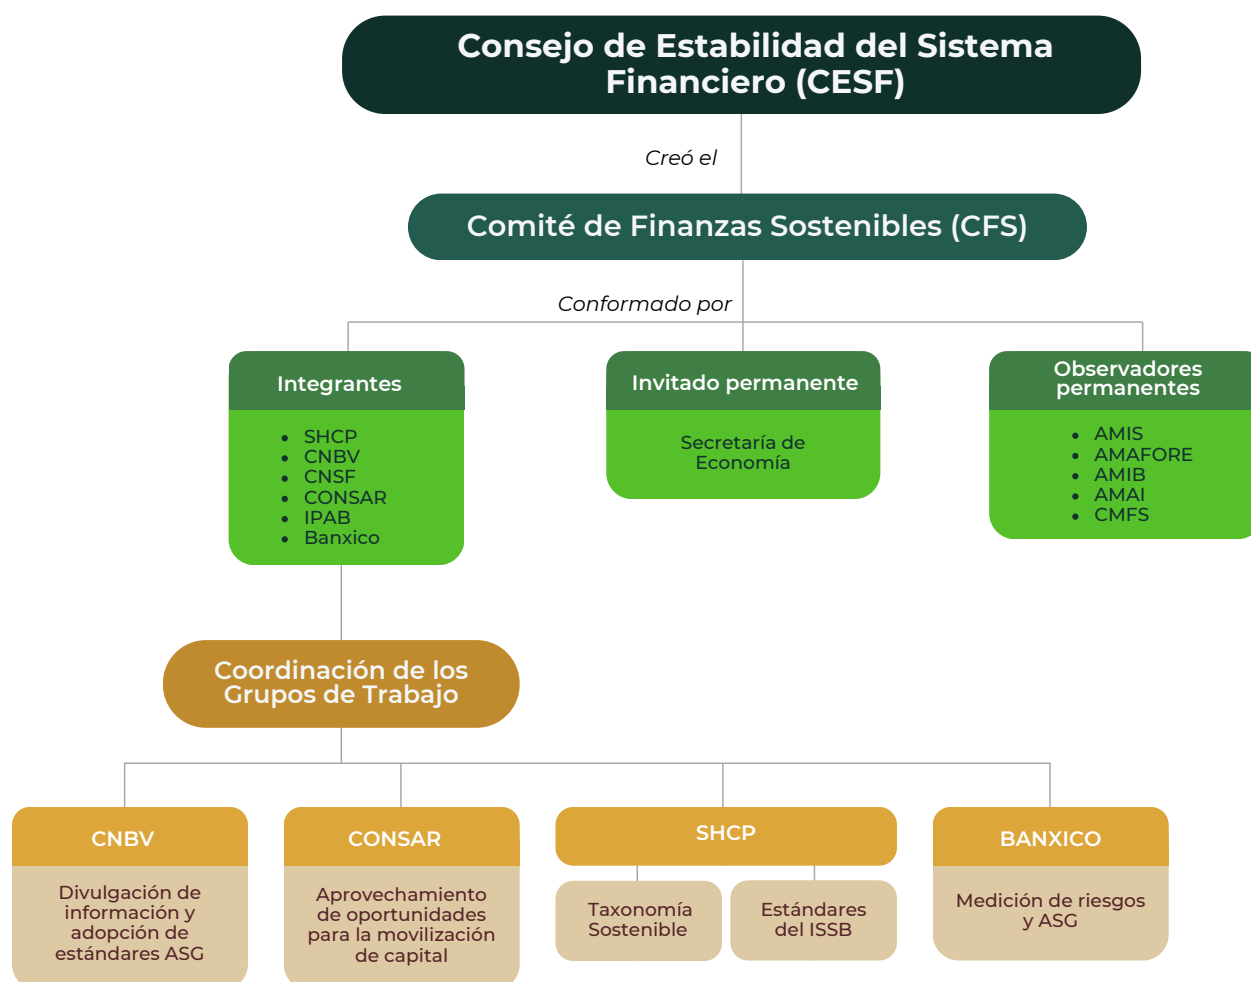 Consejo de Estabilidad del Sistema
Financiero (CESF)
Creó el
Comité de Finanzas Sostenibles (CFS)
Conformado por
Integrantes
• SHCP
• CNBV
• CNSF
• CONSAR
• IPAB
• Banxico
Invitado permanente
Secretaría de
Economía
Observadores
permanentes
• AMIS
• AMAFORE
• AMIB
• AMAI
• CMFS
Coordinación de los
Grupos de Trabajo
CNBV
Divulgación de
información y
adopción de
estándares ASG
CONSAR
Aprovechamiento
de oportunidades
para la movilización
de capital
SHCP
Taxonomía
Sostenible
Estándares
del ISSB
BANXICO
Medición de riesgos
y ASG